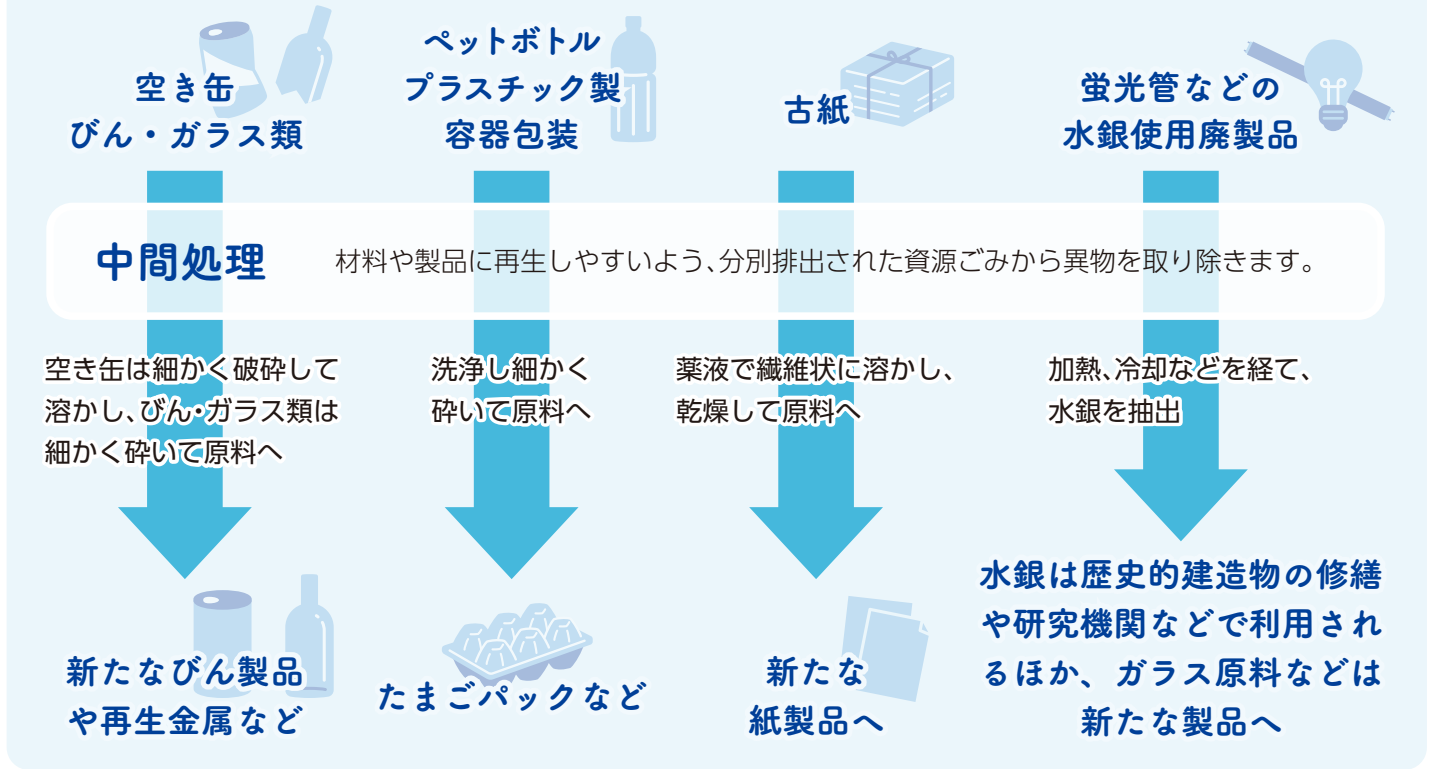 空き缶
びん・ガラス類
ペットボトル
プラスチック製
容器包装
古紙
蛍光管などの
水銀使用廃製品
中間処理
材料や製品に再生しやすいよう、分別排出された資源ごみから異物を取り除きます。
空き缶は細かく破砕して
溶かし、びん・ガラス類は
細かく砕いて原料へ
洗浄し細かく
砕いて原料へ
薬液で繊維状に溶かし、
乾燥して原料へ
加熱、冷却などを経て、
水銀を抽出
新たなびん製品
や再生金属など
たまごパックなど
新たな
紙製品へ
水銀は歴史的建造物の修繕
や研究機関などで利用され
るほか、ガラス原料などは
新たな製品へ